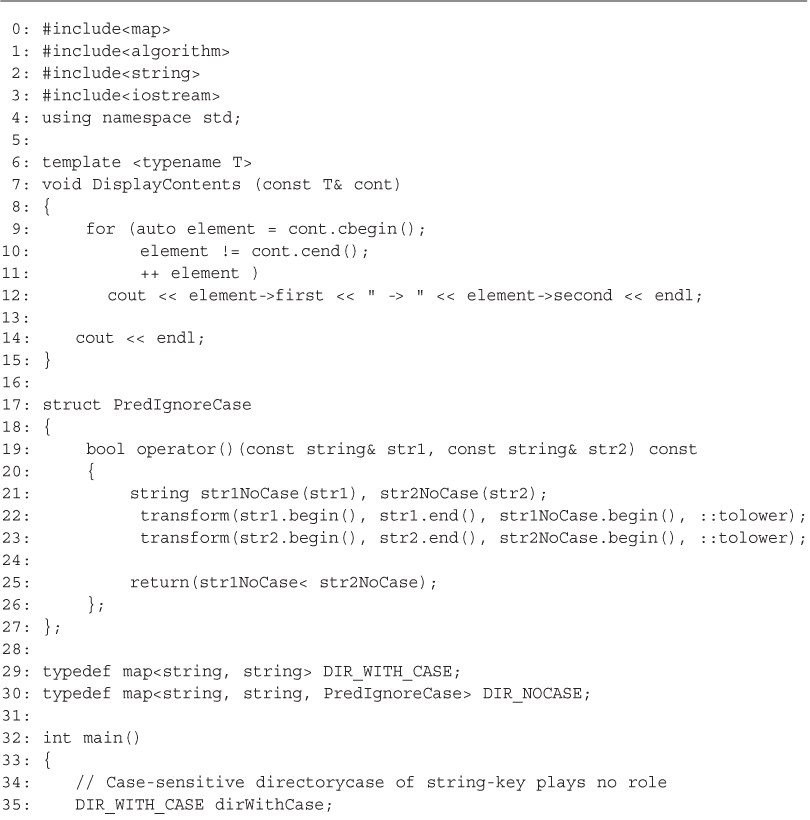 0: #include<map>
1: #include<algorithm>
2: #include<string>
3: #include<iostream>
4: using namespace std;
5:
6: template <typename T>
7: void DisplayContents (const T& cont)
8: {
9:     for (auto element = cont.cbegin();
10:          element != cont.cend();
11:          ++ element )
12:       cout << element->first << " -> " << element->second << endl;
13:
14:    cout << endl;
15: }
16:
17: struct PredIgnoreCase
18: {
19:     bool operator()(const string& str1, const string& str2) const
20:     {
21:         string str1NoCase(str1), str2NoCase(str2);
22:          transform(str1.begin(), str1.end(), str1NoCase.begin(), ::tolower);
23:          transform(str2.begin(), str2.end(), str2NoCase.begin(), ::tolower);
24:
25:         return(str1NoCase< str2NoCase);
26:     };
27: };
28:
29: typedef map<string, string> DIR_WITH_CASE;
30: typedef map<string, string, PredIgnoreCase> DIR_NOCASE;
31:
32: int main()
33: {
34:    // Case-sensitive directorycase of string-key plays no role
35:    DIR_WITH_CASE dirWithCase;